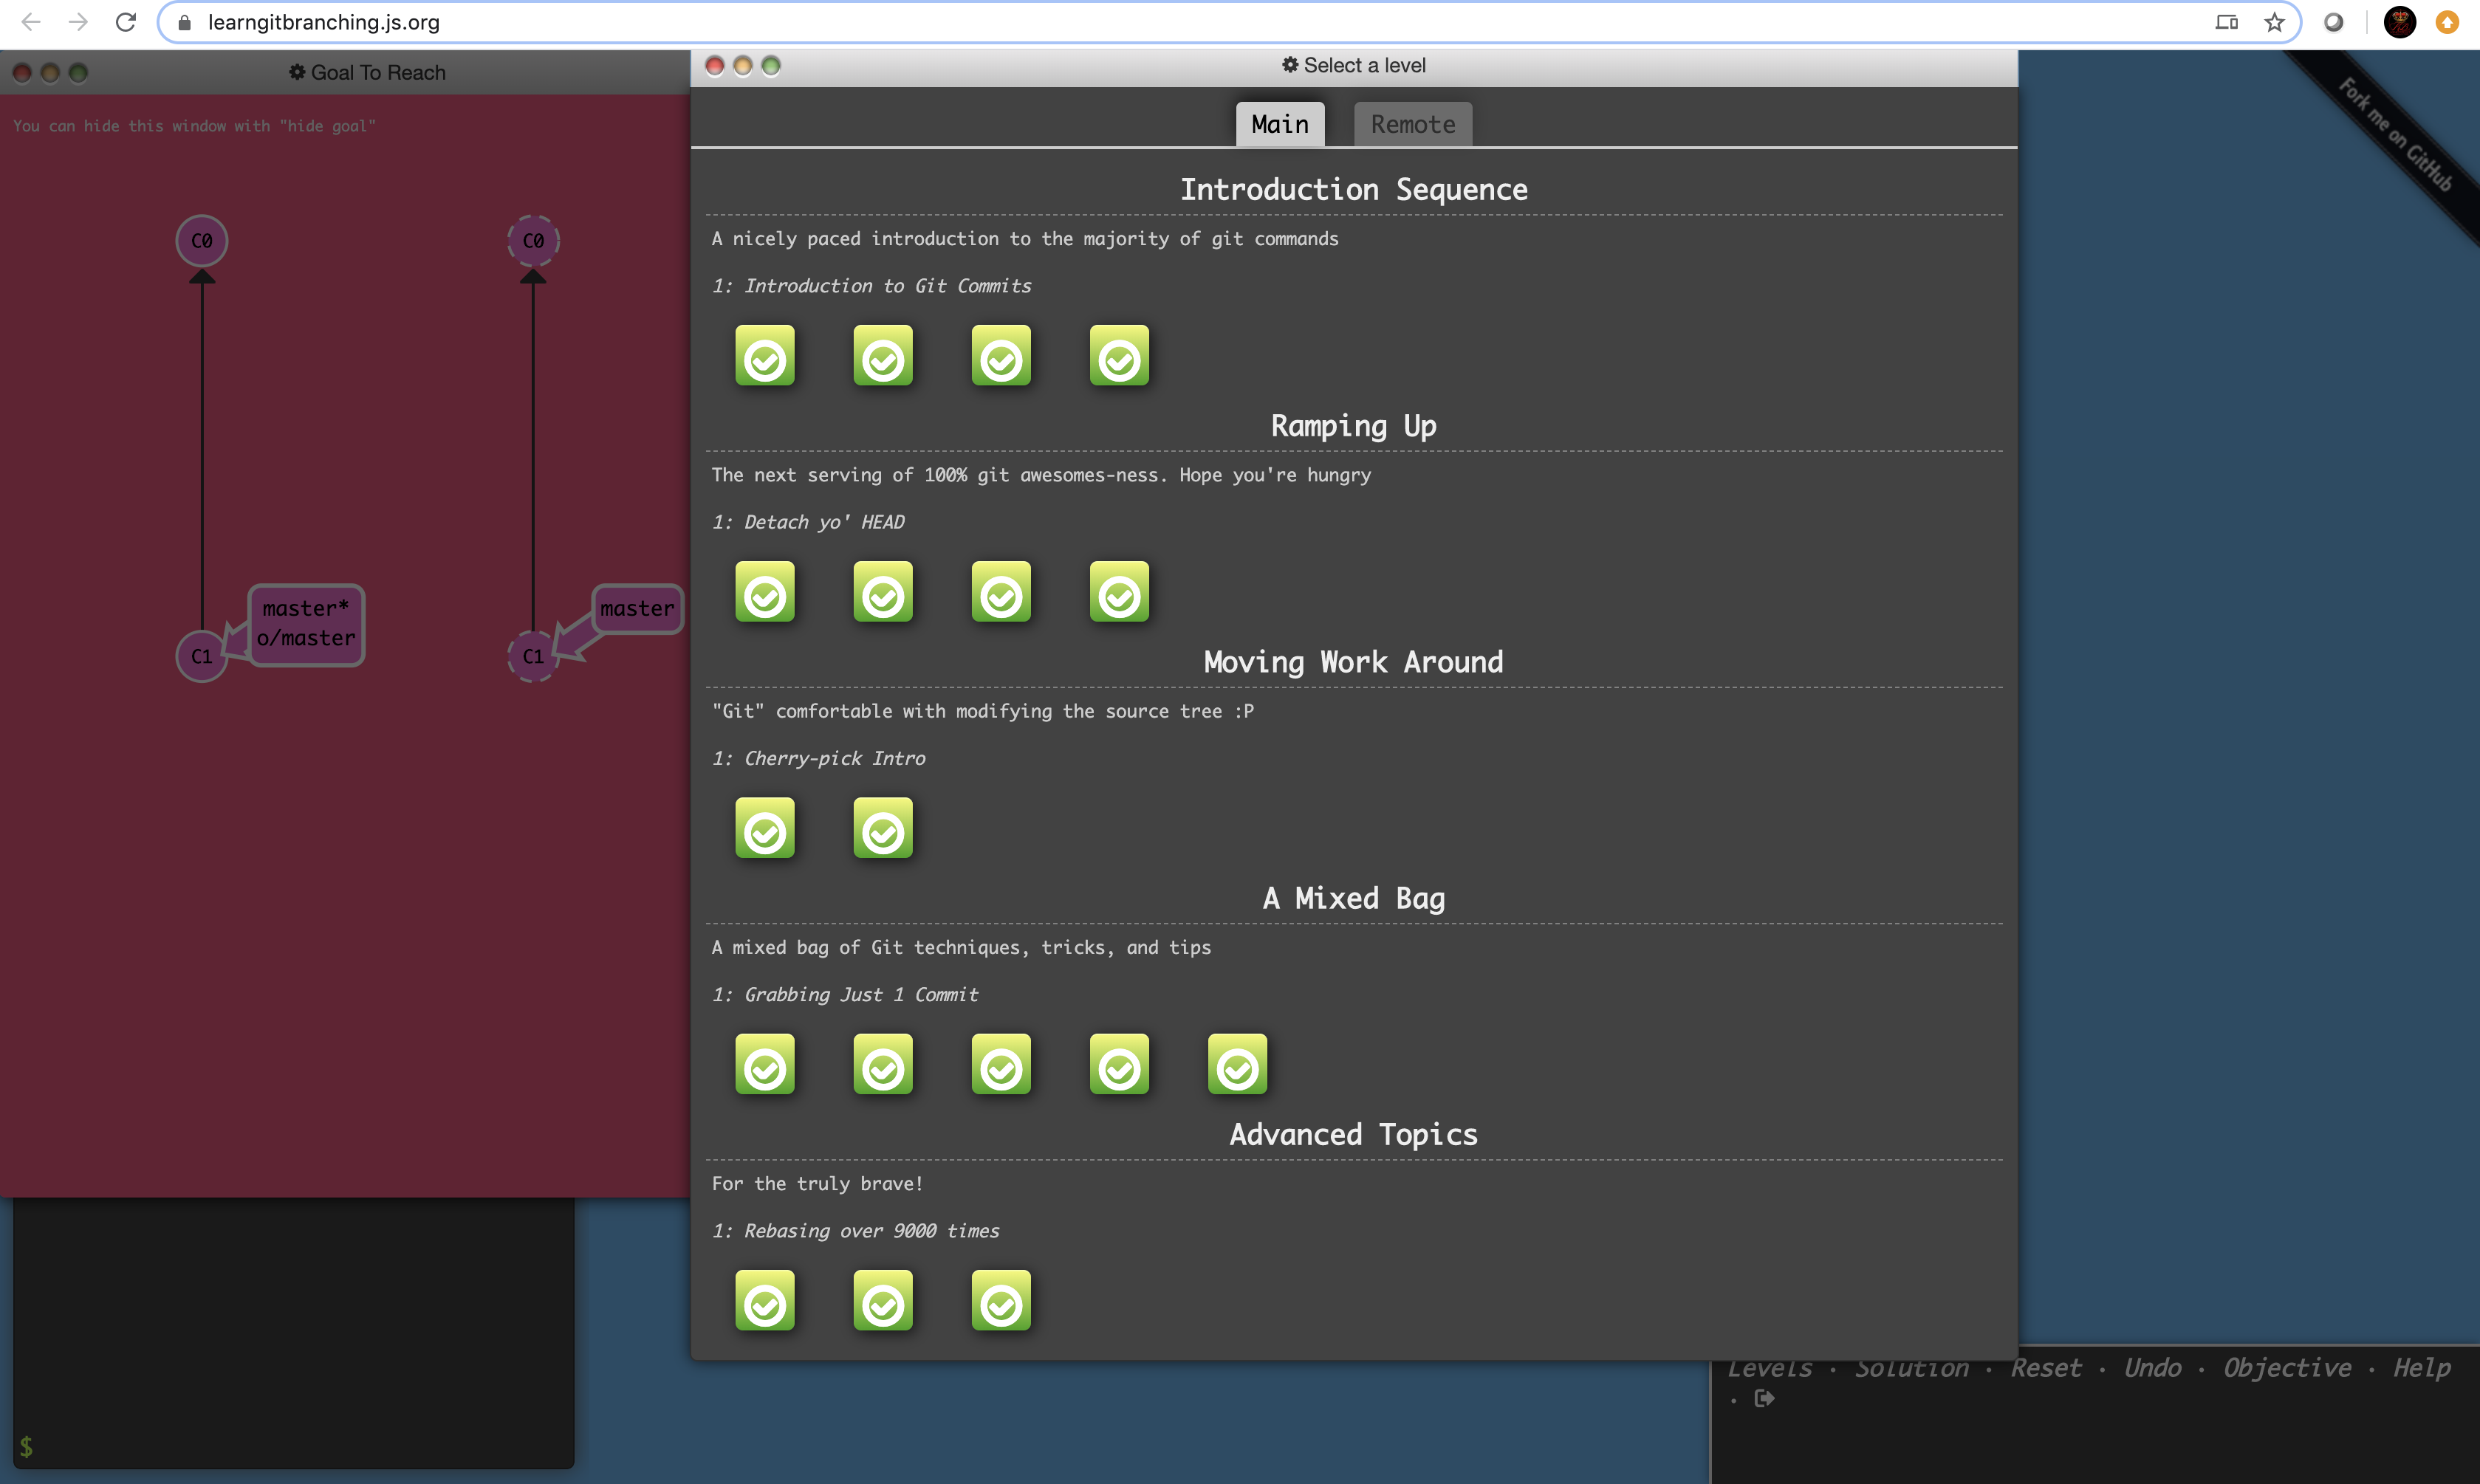 learngitbranching.js.org
Goal To Reach
You can hide this window with "hide goal"
C0
C0
master*
o/master
master
C1
C1
$
Select a level
Main Remote
Introduction Sequence
A nicely paced introduction to the majority of git commands
1: Introduction to Git Commits
Ramping Up
The next serving of 100% git awesomes-ness. Hope you're hungry
1: Detach yo' HEAD
Moving Work Around
"Git" comfortable with modifying the source tree :P
1: Cherry-pick Intro
A Mixed Bag
A mixed bag of Git techniques, tricks, and tips
1: Grabbing Just 1 Commit
Advanced Topics
For the truly brave!
1: Rebasing over 9000 times
Fork me on GitHub
Levels · Solution · Reset · Undo · Objective · Help
·